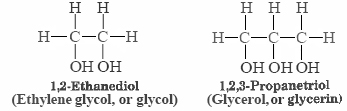 H H
H–C–C–H
OH OH
1,2-Ethanediol
(Ethylene glycol, or glycol)
H H H
H–C–C–C–H
OH OH OH
1,2,3-Propanetriol
(Glycerol, or glycerin)